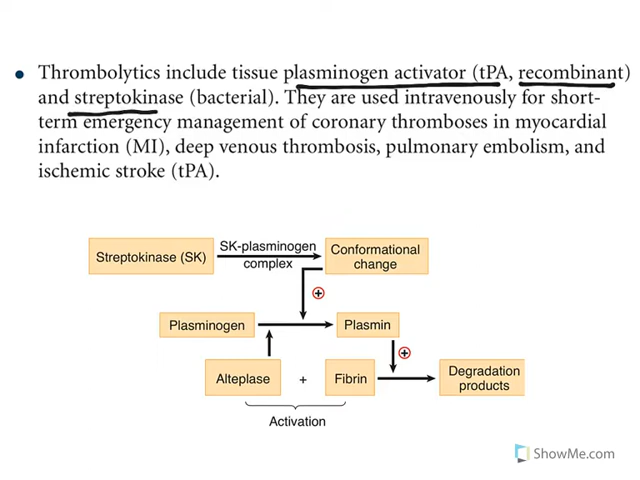 • Thrombolytics include tissue plasminogen activator (tPA, recombinant)
and streptokinase (bacterial). They are used intravenously for short-
term emergency management of coronary thromboses in myocardial
infarction (MI), deep venous thrombosis, pulmonary embolism, and
ischemic stroke (tPA).
Streptokinase (SK)
SK-plasminogen
complex
Conformational
change
+
Plasminogen
Plasmin
+
Alteplase
+
Fibrin
Degradation
products
Activation
ShowMe.com